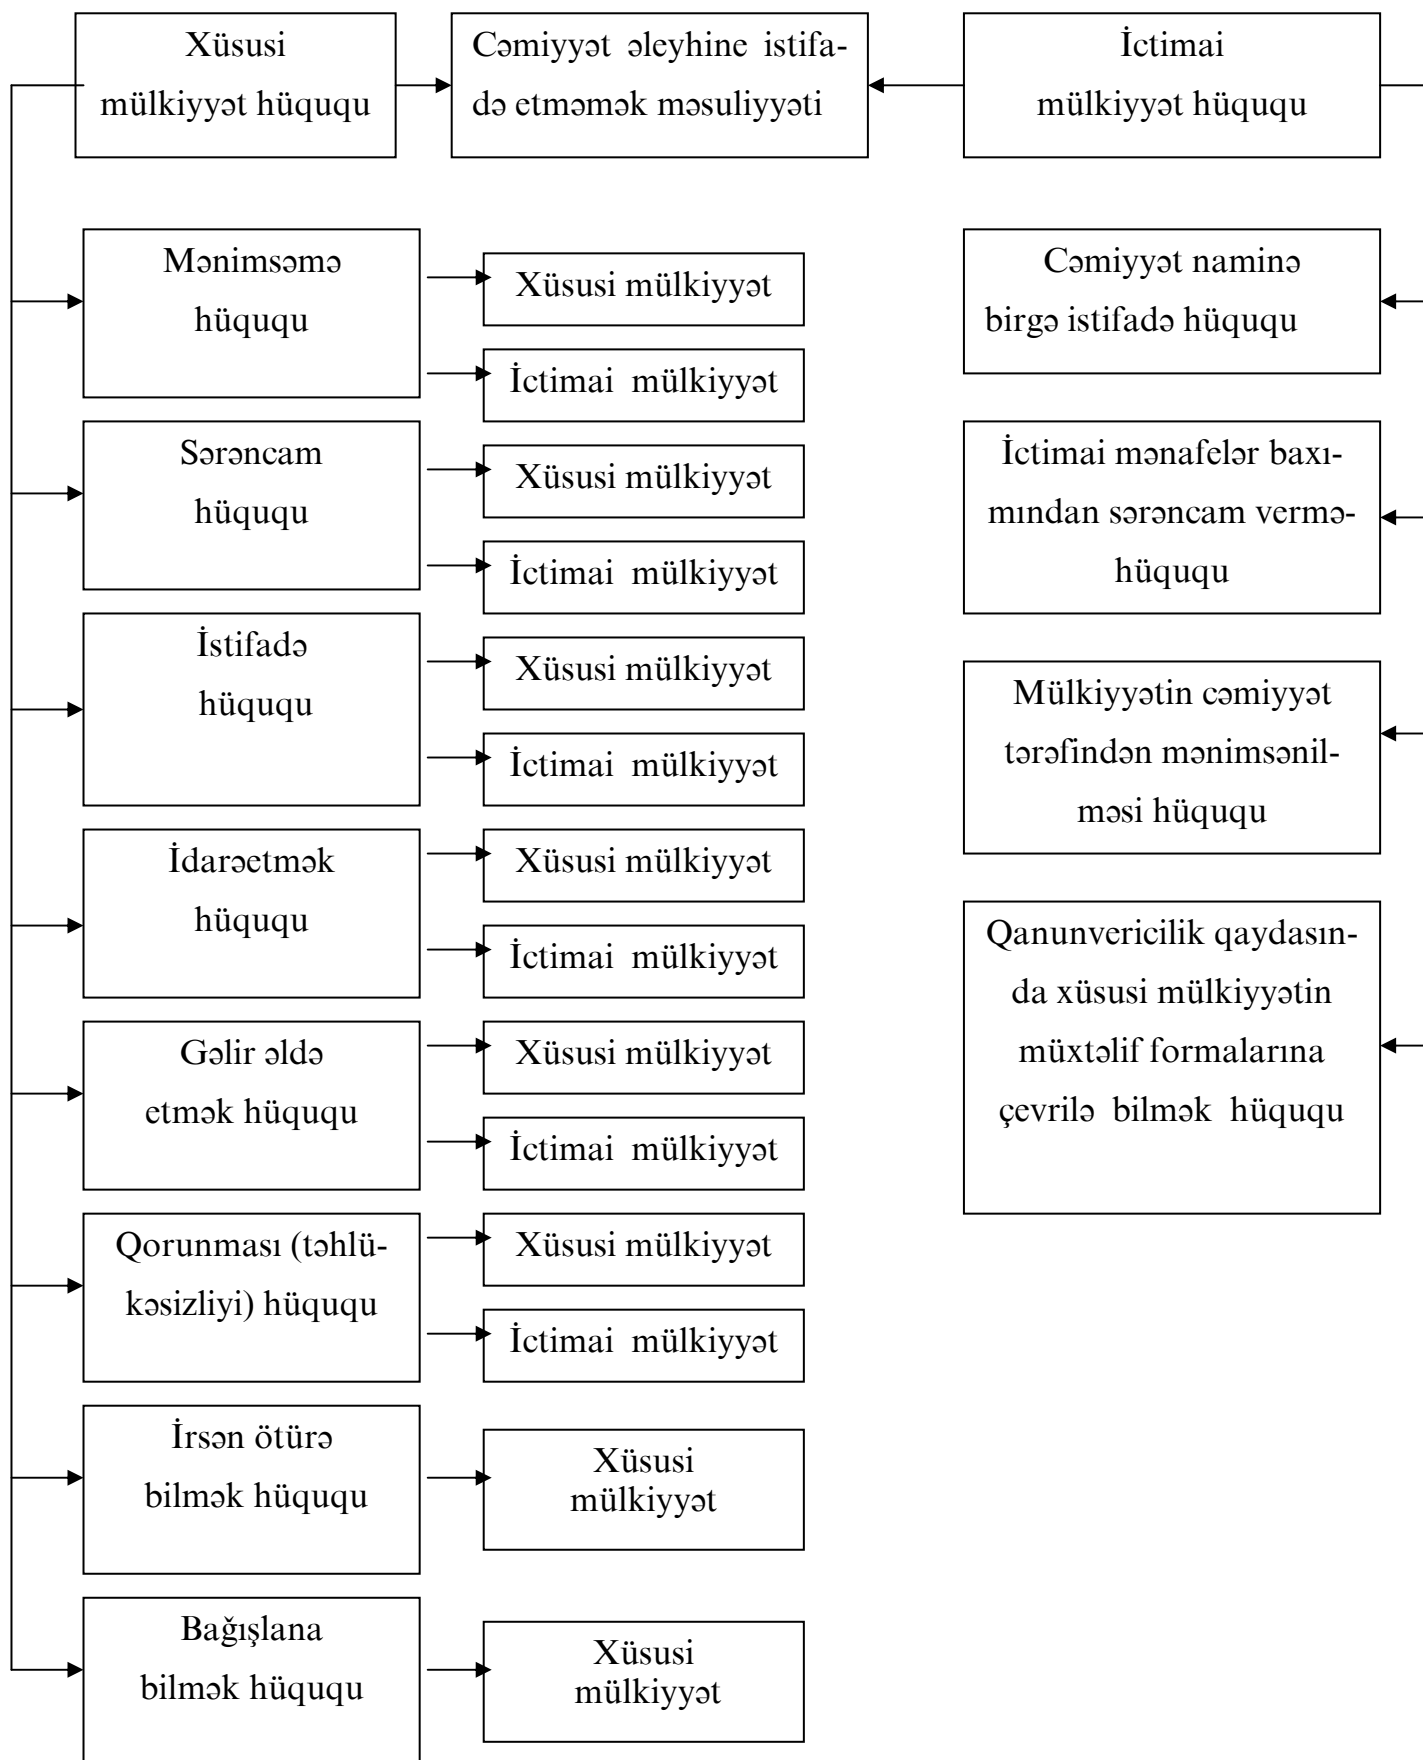 Xüsusi
mülkiyyət hüququ
Cəmiyyət əleyhine istifa-
də etməmək məsuliyyəti
İctimai
mülkiyyət hüququ
Mənimsəmə
hüququ
Xüsusi mülkiyyət
İctimai mülkiyyət
Sərəncam
hüququ
Xüsusi mülkiyyət
İctimai mülkiyyət
İstifadə
hüququ
Xüsusi mülkiyyət
İctimai mülkiyyət
İdarəetmək
hüququ
Xüsusi mülkiyyət
İctimai mülkiyyət
Gəlir əldə
etmək hüququ
Xüsusi mülkiyyət
İctimai mülkiyyət
Qorunması (təhlü-
kəsizliyi) hüququ
Xüsusi mülkiyyət
İctimai mülkiyyət
İrsən ötürə
bilmək hüququ
Xüsusi
mülkiyyət
Bağışlana
bilmək hüququ
Xüsusi
mülkiyyət
Cəmiyyət naminə
birgə istifadə hüququ
İctimai mənafelər baxı-
mından sərəncam vermə-
hüququ
Mülkiyyətin cəmiyyət
tərəfindən mənimsənil-
məsi hüququ
Qanunvericilik qaydasın-
da xüsusi mülkiyyətin
müxtəlif formalarına
çevrilə bilmək hüququ